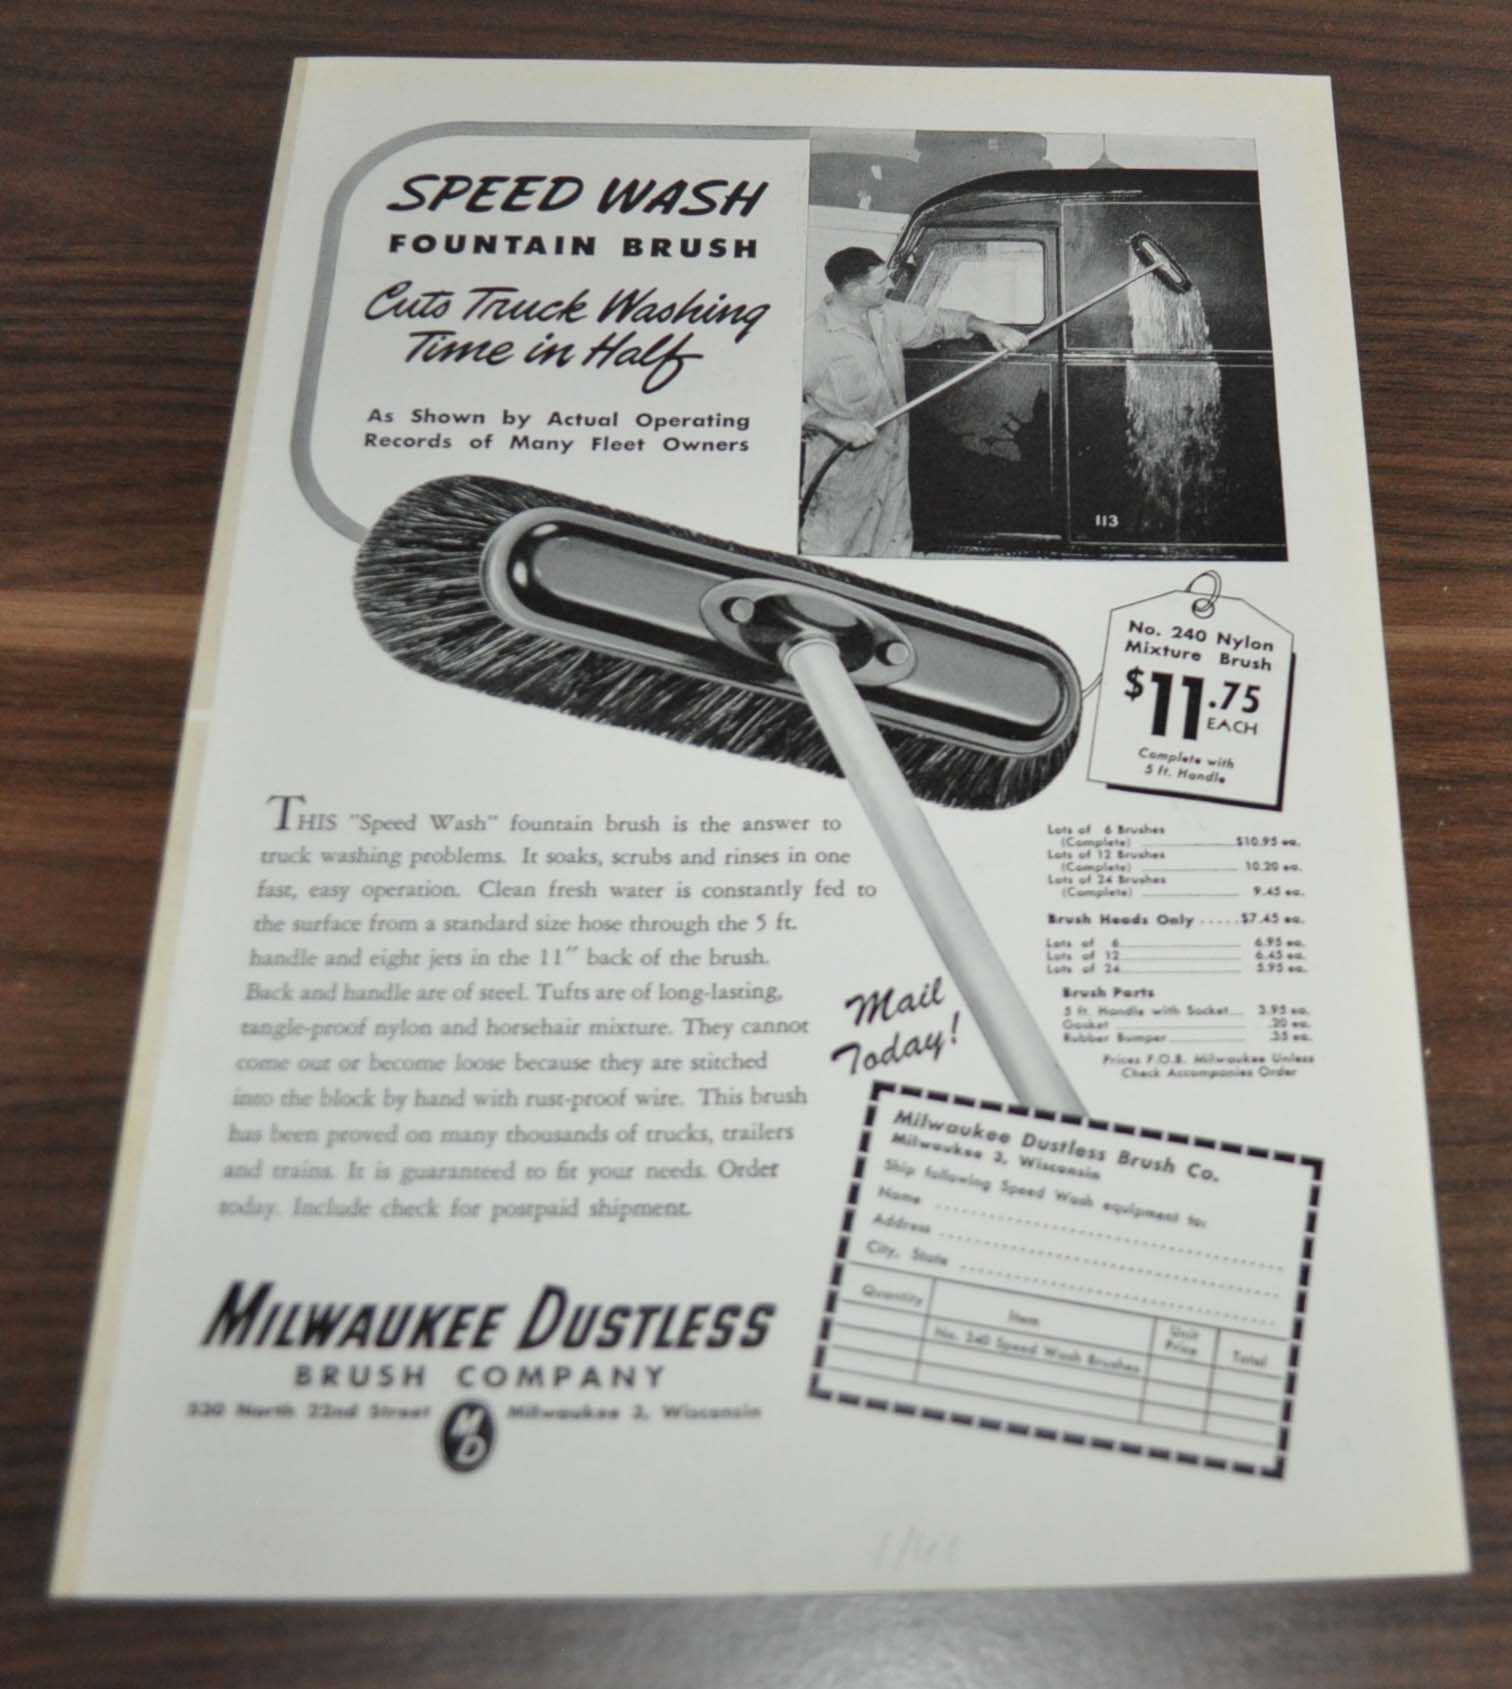 SPEED WASH
FOUNTAIN BRUSH
Cuts Truck Washing
Time in Half
As Shown by Actual Operating
Records of Many Fleet Owners
113
No. 240 Nylon
Mixture Brush
$11.75
EACH
Complete with
5 ft. Handle
THIS "Speed Wash" fountain brush is the answer to
truck washing problems. It soaks, scrubs and rinses in one
fast, easy operation. Clean fresh water is constantly fed to
the surface from a standard size hose through the 5 ft.
handle and eight jets in the 11" back of the brush.
Back and handle are of steel. Tufts are of long-lasting,
tangle-proof nylon and horsehair mixture. They cannot
come out or become loose because they are stitched
into the block by hand with rust-proof wire. This brush
has been proved on many thousands of trucks, trailers
and trains. It is guaranteed to fit your needs. Order
today. Include check for postpaid shipment.
Lots of 6 Brushes
(Complete) $10.95 ea.
Lots of 12 Brushes
(Complete) 10.20 ea.
Lots of 24 Brushes
(Complete) 9.45 ea.
Brush Heads Only .....$7.45 ea.
Lots of 6 6.95 ea.
Lots of 12 6.45 ea.
Lots of 24 5.95 ea.
Brush Parts
5 ft. Handle with Socket 3.95 ea.
Gasket .20 ea.
Rubber Bumper .35 ea.
Prices F.O.B. Milwaukee Unless
Check Accompanies Order
Mail
Today!
Milwaukee Dustless Brush Co.
Milwaukee 3, Wisconsin
Ship following Speed Wash equipment to:
Name
Address
City, State
Quantity Item Unit Price Total
No. 240 Speed Wash Brushes
MILWAUKEE DUSTLESS
BRUSH COMPANY
530 North 22nd Street MD Milwaukee 3, Wisconsin